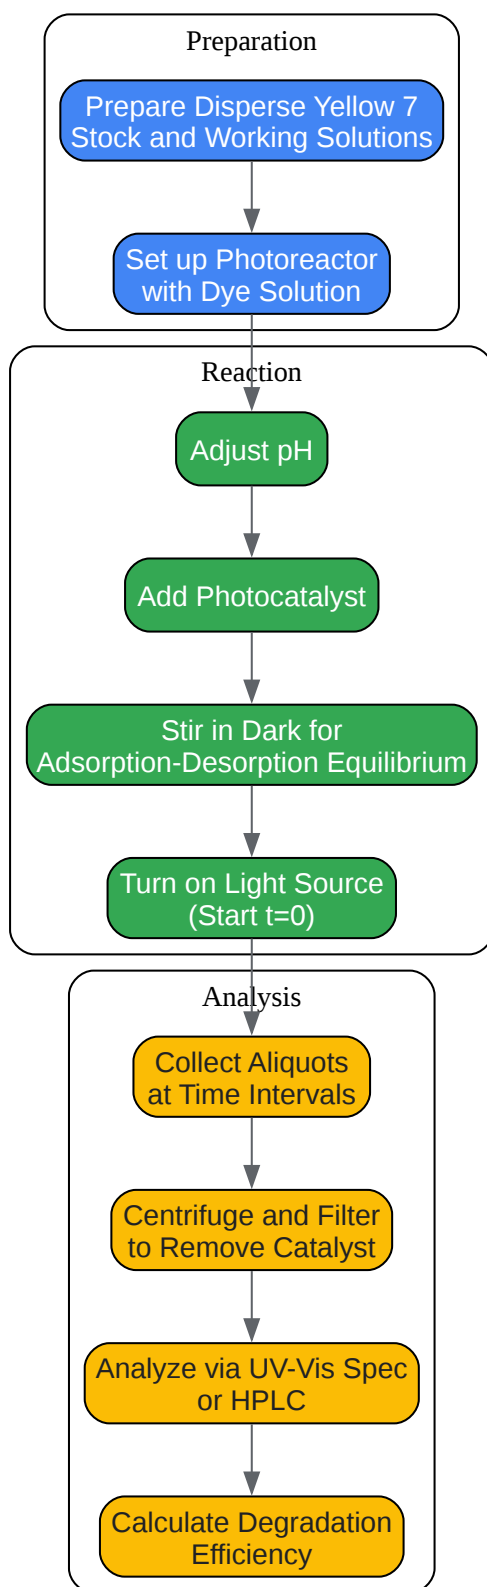 Preparation
Prepare Disperse Yellow 7
Stock and Working Solutions
Set up Photoreactor
with Dye Solution
Reaction
Adjust pH
Add Photocatalyst
Stir in Dark for
Adsorption-Desorption Equilibrium
Turn on Light Source
(Start t=0)
Analysis
Collect Aliquots
at Time Intervals
Centrifuge and Filter
to Remove Catalyst
Analyze via UV-Vis Spec
or HPLC
Calculate Degradation
Efficiency